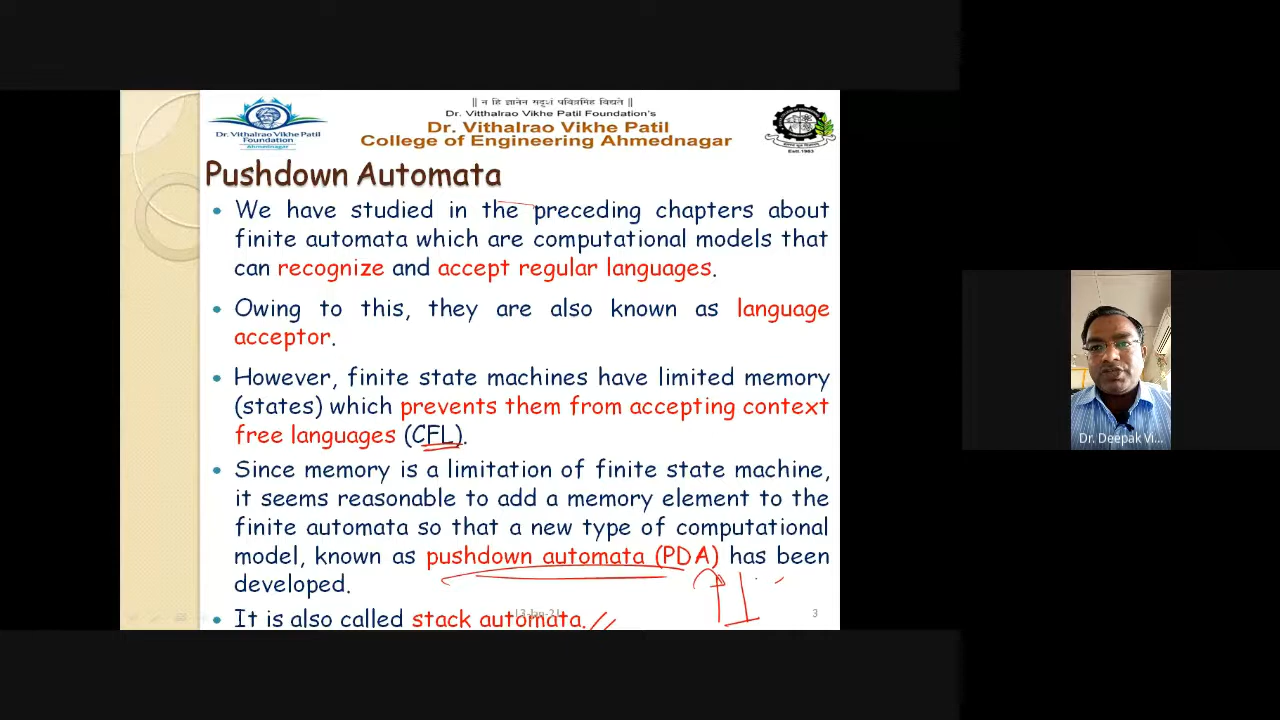 || न हि ज्ञानेन सदृशं पवित्रमिह विद्यते ||
Dr. Vitthalrao Vikhe Patil Foundation's
Dr. Vithalrao Vikhe Patil
College of Engineering Ahmednagar
Dr. Vithalrao Vikhe Patil
Foundation
Ahmednagar
Estd. 1983
Pushdown Automata
• We have studied in the preceding chapters about
finite automata which are computational models that
can recognize and accept regular languages.
• Owing to this, they are also known as language
acceptor.
• However, finite state machines have limited memory
(states) which prevents them from accepting context
free languages (CFL).
• Since memory is a limitation of finite state machine,
it seems reasonable to add a memory element to the
finite automata so that a new type of computational
model, known as pushdown automata (PDA) has been
developed.
• It is also called stack automata.
13-Jan-21
3
Dr. Deepak Vi...